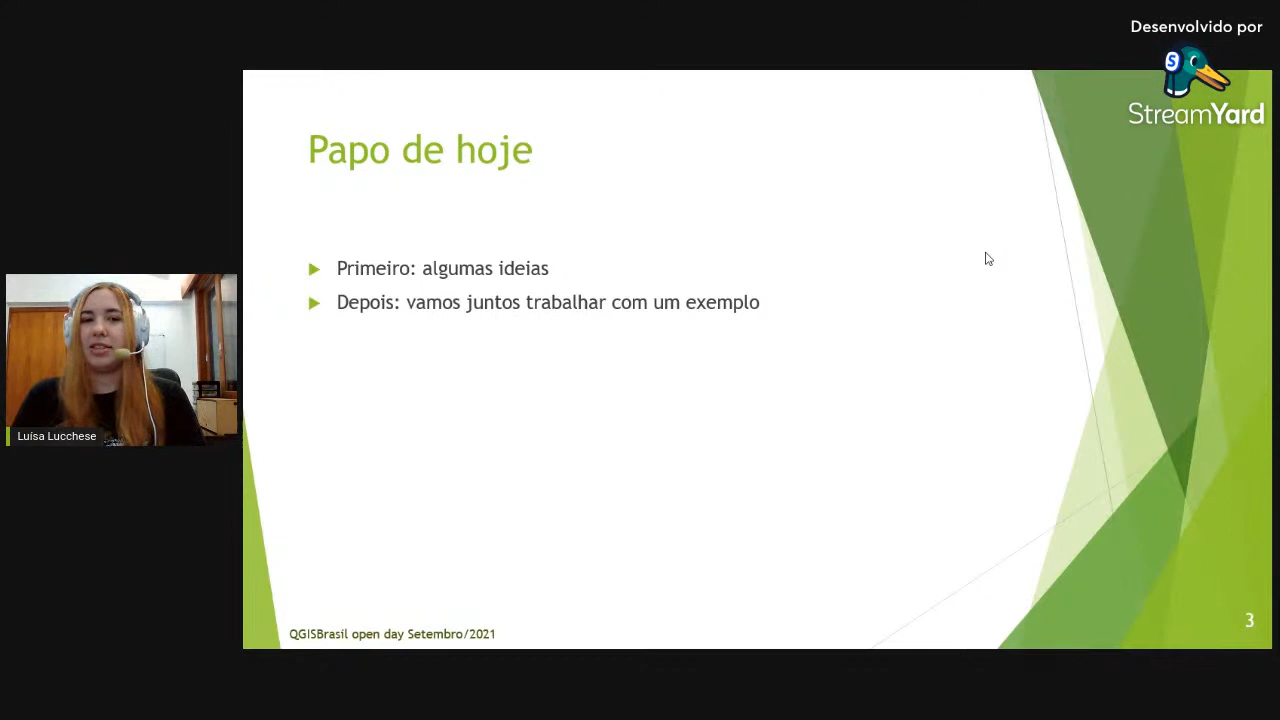 Desenvolvido por
StreamYard
Papo de hoje
Primeiro: algumas ideias
Depois: vamos juntos trabalhar com um exemplo
Luísa Lucchese
QGISBrasil open day Setembro/2021
3